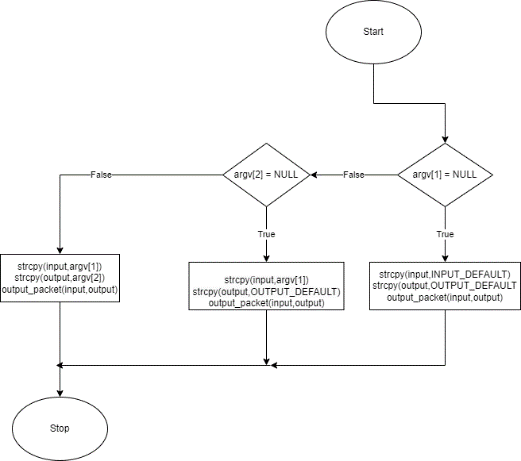 Start
argv[2] = NULL
argv[1] = NULL
False
False
True
True
strcpy(input,argv[1])
strcpy(output,argv[2])
output_packet(input,output)
strcpy(input,argv[1])
strcpy(output,OUTPUT_DEFAULT)
output_packet(input,output)
strcpy(input,INPUT_DEFAULT)
strcpy(output,OUTPUT_DEFAULT
output_packet(input,output)
Stop